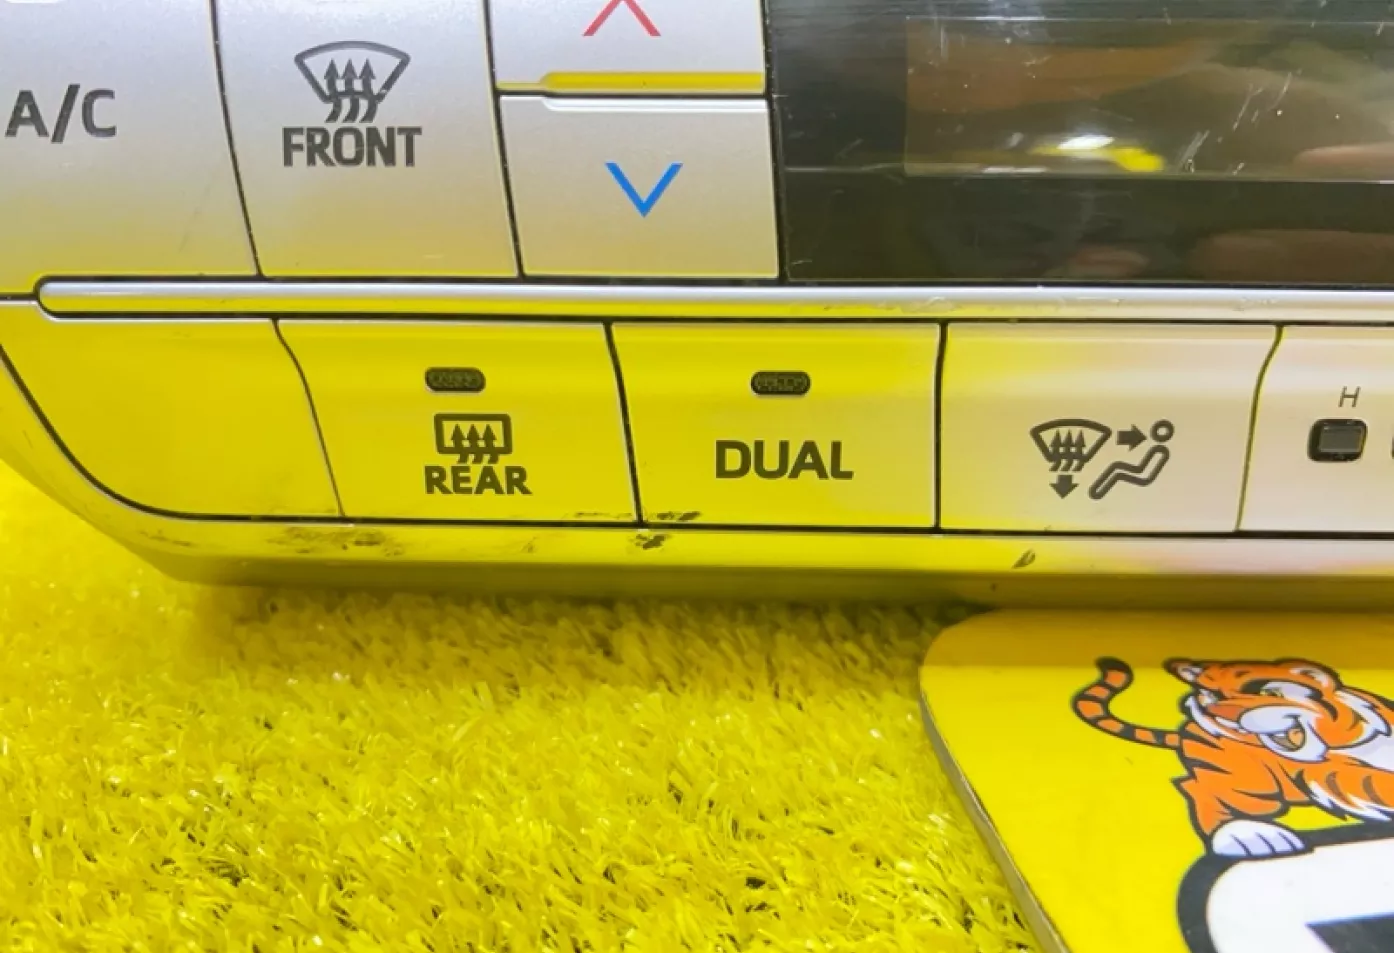 A/C
FRONT
REAR
DUAL
H